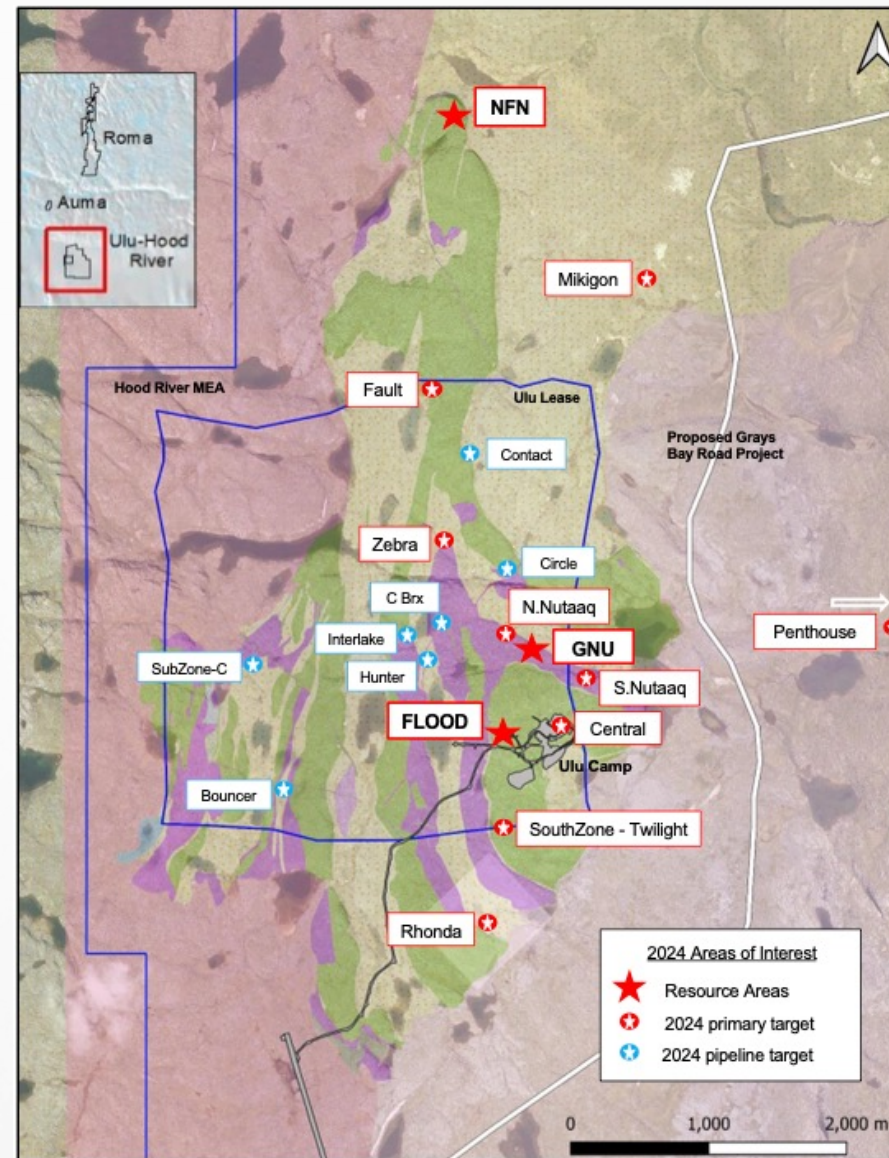 NFN
Roma
Auma
Ulu-Hood
River
Mikigon
Hood River MEA
Fault
Ulu Lease
Contact
Proposed Grays
Bay Road Project
Zebra
Circle
C Brx
N.Nutaaq
Interlake
GNU
Penthouse
SubZone-C
Hunter
S.Nutaaq
FLOOD
Central
Ulu Camp
Bouncer
SouthZone - Twilight
Rhonda
2024 Areas of Interest
Resource Areas
2024 primary target
2024 pipeline target
0 1,000 2,000 m